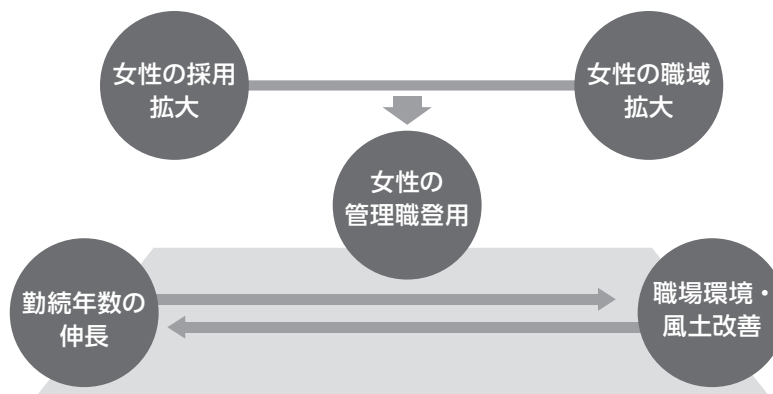 女性の採用
拡大
女性の職域
拡大
女性の
管理職登用
勤続年数の
伸長
職場環境・
風土改善